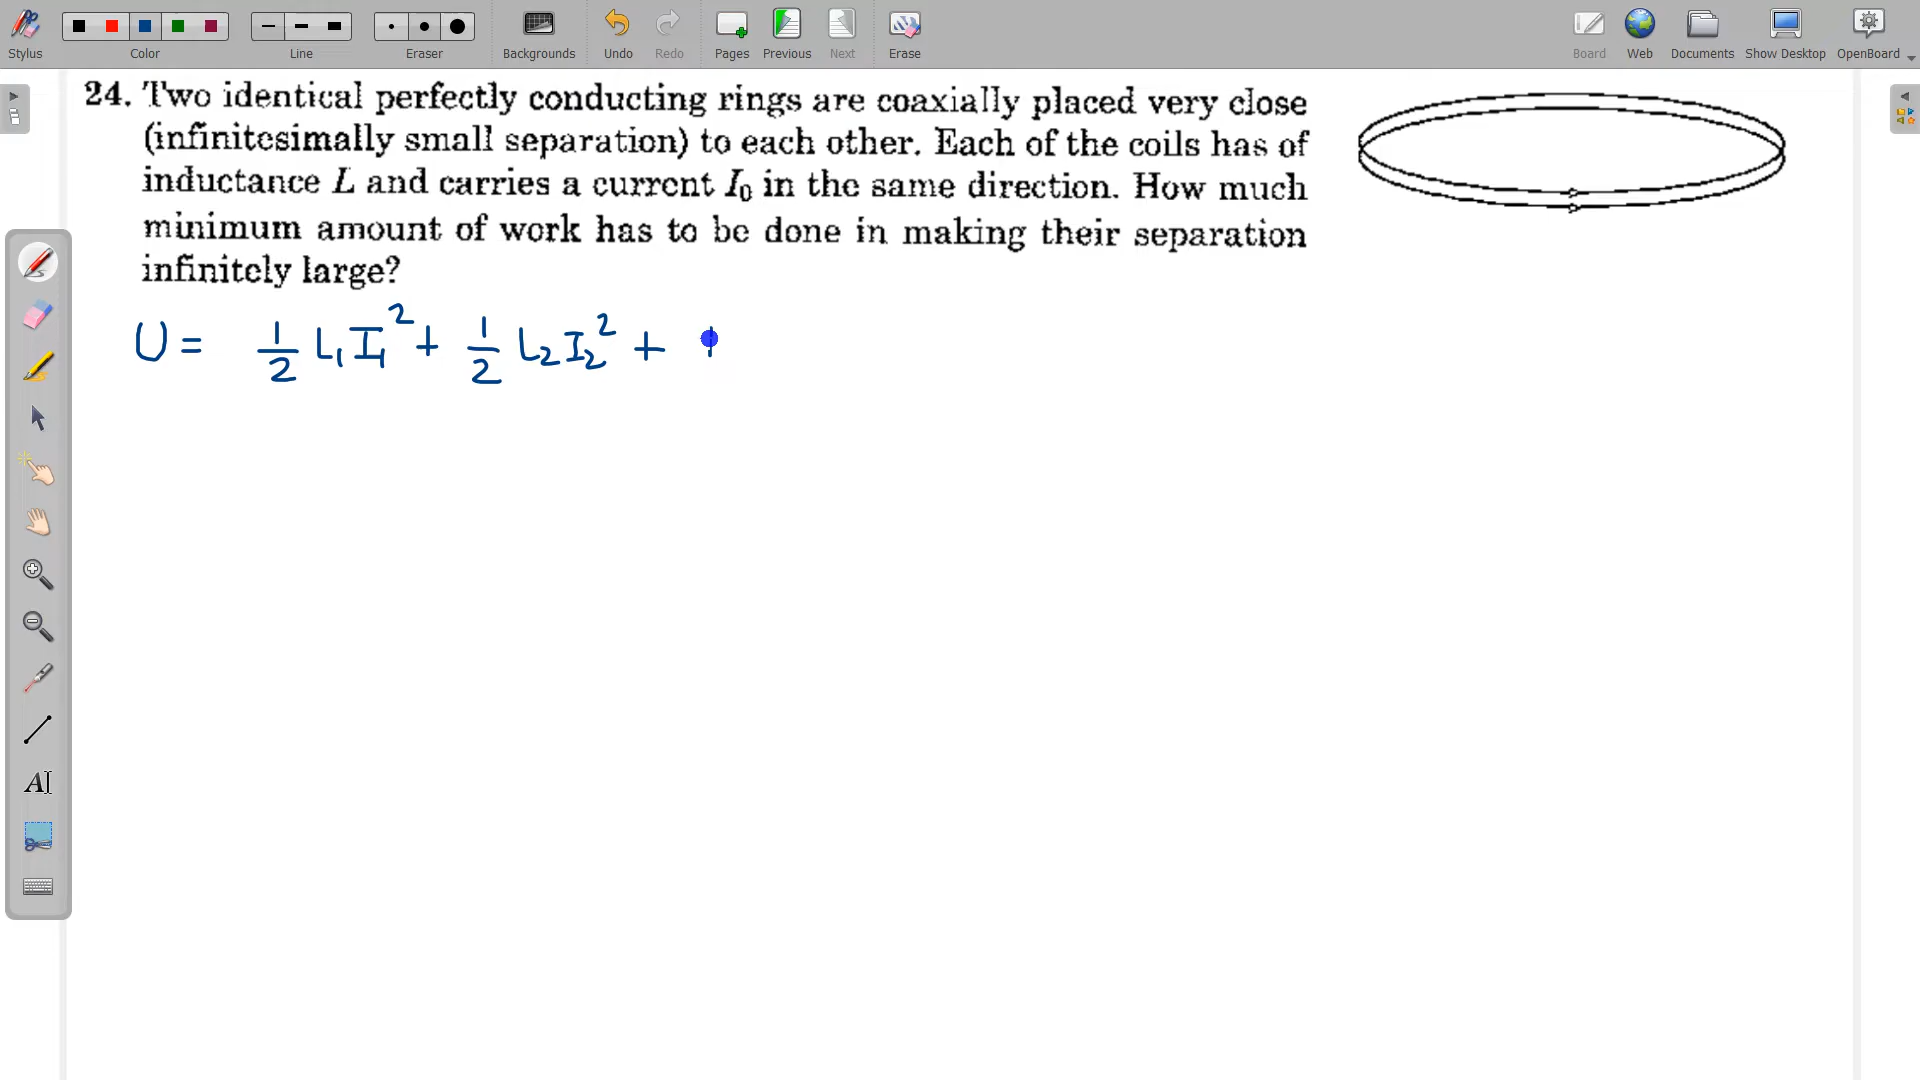 Stylus Color Line Eraser Backgrounds Undo Redo Pages Previous Next Erase Board Web Documents Show Desktop OpenBoard
24. Two identical perfectly conducting rings are coaxially placed very close
(infinitesimally small separation) to each other. Each of the coils has of
inductance L and carries a current I₀ in the same direction. How much
minimum amount of work has to be done in making their separation
infinitely large?
U = 1/2 L₁I₁² + 1/2 L₂I₂² +
AI